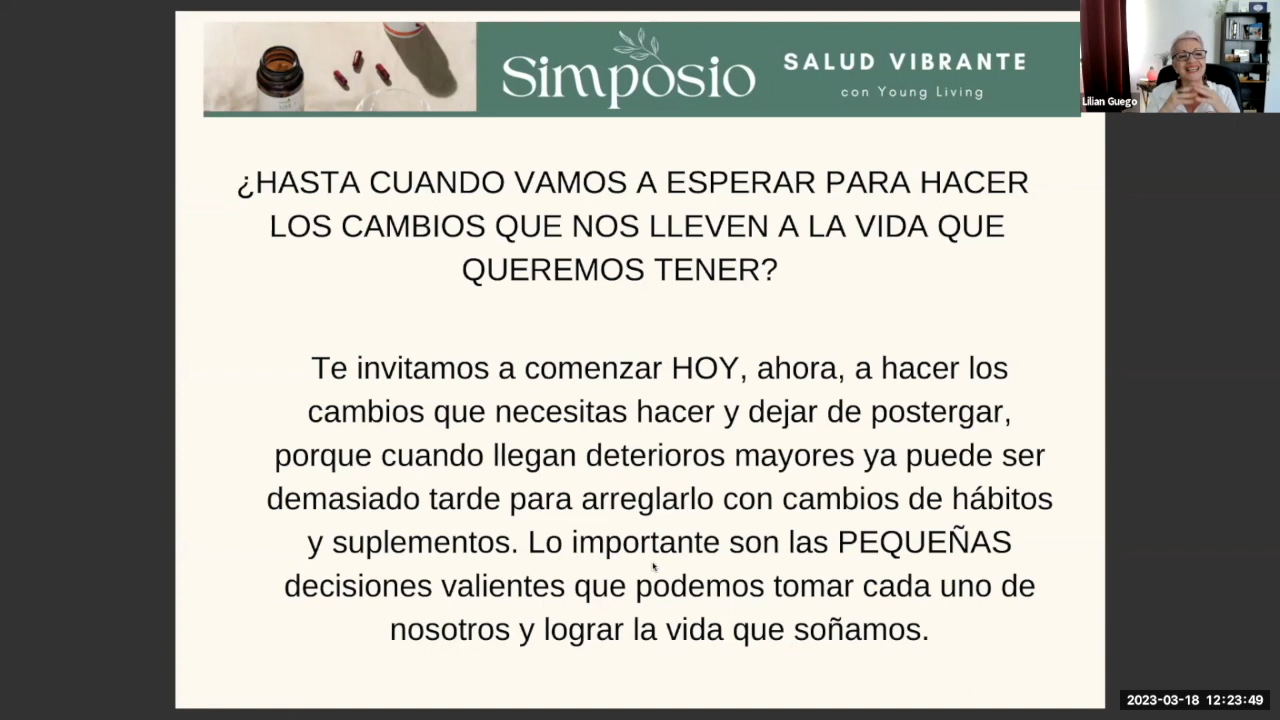 Simposio
SALUD VIBRANTE
con Young Living
Lilian Guego
¿HASTA CUANDO VAMOS A ESPERAR PARA HACER
LOS CAMBIOS QUE NOS LLEVEN A LA VIDA QUE
QUEREMOS TENER?
Te invitamos a comenzar HOY, ahora, a hacer los
cambios que necesitas hacer y dejar de postergar,
porque cuando llegan deterioros mayores ya puede ser
demasiado tarde para arreglarlo con cambios de hábitos
y suplementos. Lo importante son las PEQUEÑAS
decisiones valientes que podemos tomar cada uno de
nosotros y lograr la vida que soñamos.
2023-03-18 12:23:49